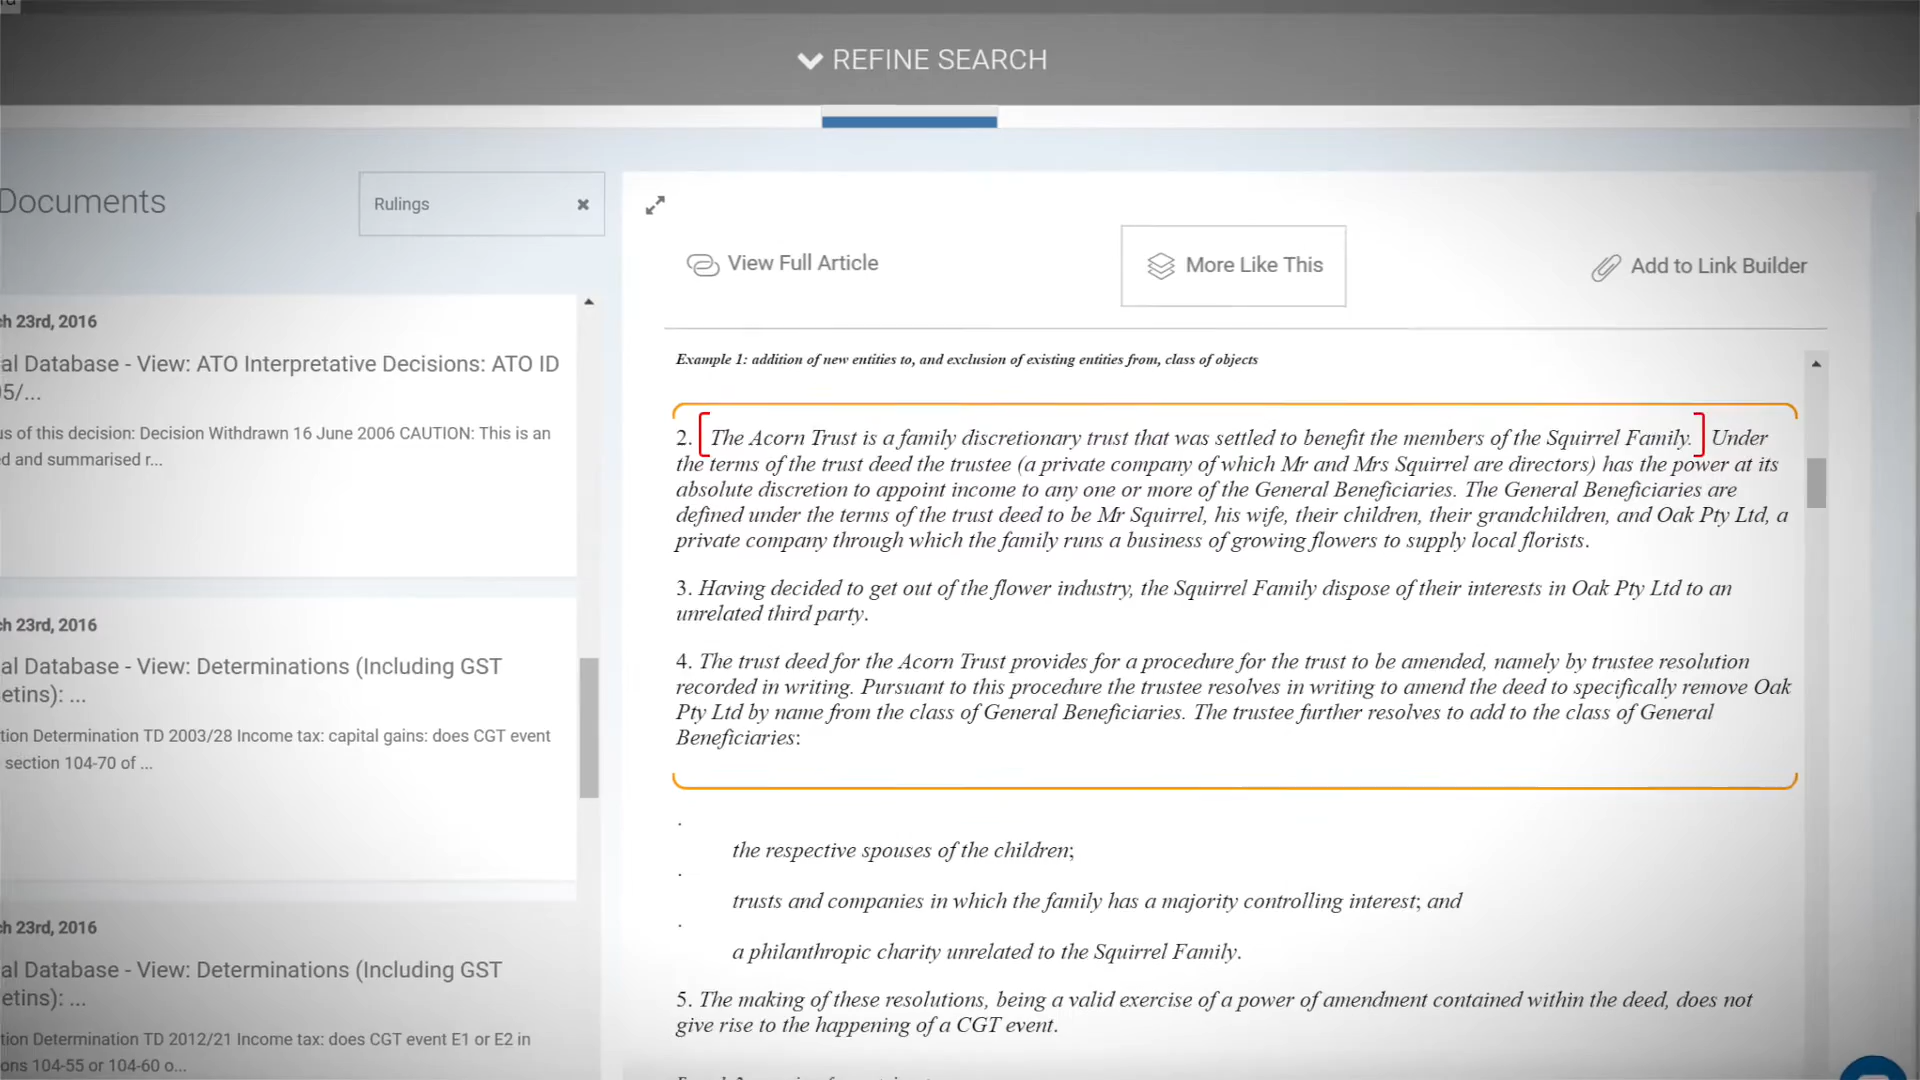 REFINE SEARCH
Documents
Rulings
View Full Article
More Like This
Add to Link Builder
ch 23rd, 2016
al Database - View: ATO Interpretative Decisions: ATO ID
05/...
us of this decision: Decision Withdrawn 16 June 2006 CAUTION: This is an
ed and summarised r...
ch 23rd, 2016
al Database - View: Determinations (Including GST
etins): ...
tion Determination TD 2003/28 Income tax: capital gains: does CGT event
section 104-70 of ...
ch 23rd, 2016
al Database - View: Determinations (Including GST
etins): ...
tion Determination TD 2012/21 Income tax: does CGT event E1 or E2 in
ons 104-55 or 104-60 o...
Example 1: addition of new entities to, and exclusion of existing entities from, class of objects
2. The Acorn Trust is a family discretionary trust that was settled to benefit the members of the Squirrel Family. Under
the terms of the trust deed the trustee (a private company of which Mr and Mrs Squirrel are directors) has the power at its
absolute discretion to appoint income to any one or more of the General Beneficiaries. The General Beneficiaries are
defined under the terms of the trust deed to be Mr Squirrel, his wife, their children, their grandchildren, and Oak Pty Ltd, a
private company through which the family runs a business of growing flowers to supply local florists.
3. Having decided to get out of the flower industry, the Squirrel Family dispose of their interests in Oak Pty Ltd to an
unrelated third party.
4. The trust deed for the Acorn Trust provides for a procedure for the trust to be amended, namely by trustee resolution
recorded in writing. Pursuant to this procedure the trustee resolves in writing to amend the deed to specifically remove Oak
Pty Ltd by name from the class of General Beneficiaries. The trustee further resolves to add to the class of General
Beneficiaries:
the respective spouses of the children;
trusts and companies in which the family has a majority controlling interest; and
a philanthropic charity unrelated to the Squirrel Family.
5. The making of these resolutions, being a valid exercise of a power of amendment contained within the deed, does not
give rise to the happening of a CGT event.